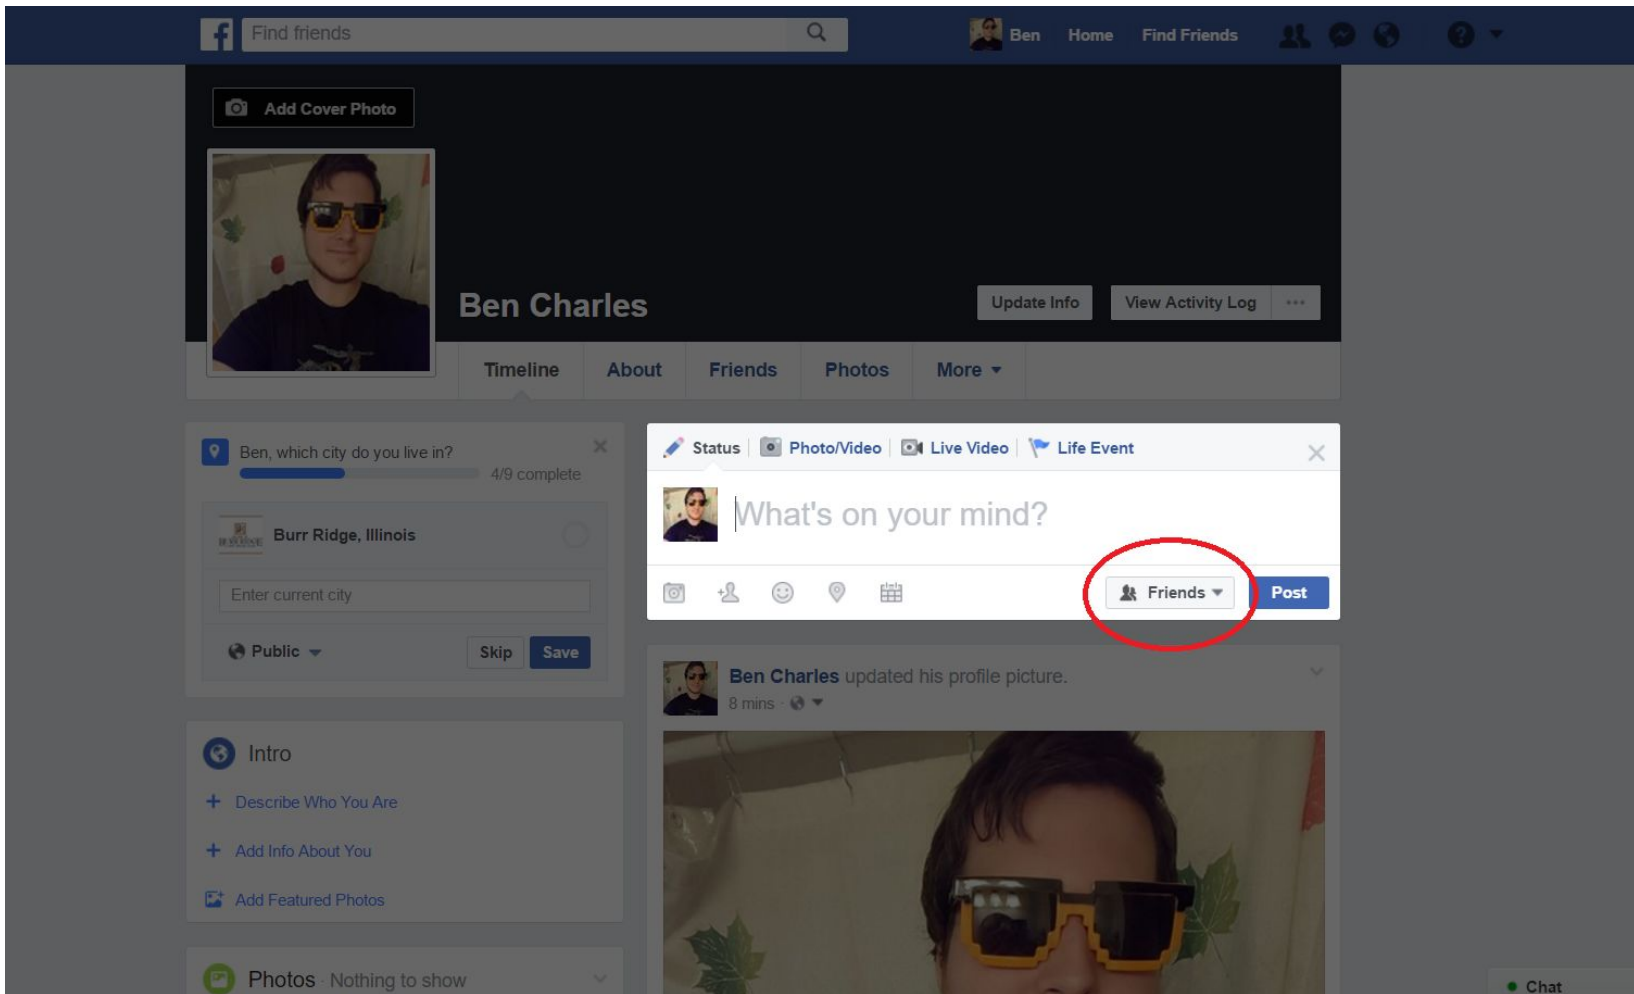 Find friends
Ben Home Find Friends
Add Cover Photo
Ben Charles
Update Info View Activity Log
Timeline About Friends Photos More
Ben, which city do you live in?
4/9 complete
Burr Ridge, Illinois
Enter current city
Public Skip Save
Status Photo/Video Live Video Life Event
What's on your mind?
Friends Post
Ben Charles updated his profile picture.
8 mins ·
Intro
+ Describe Who You Are
+ Add Info About You
Add Featured Photos
Photos · Nothing to show
Chat